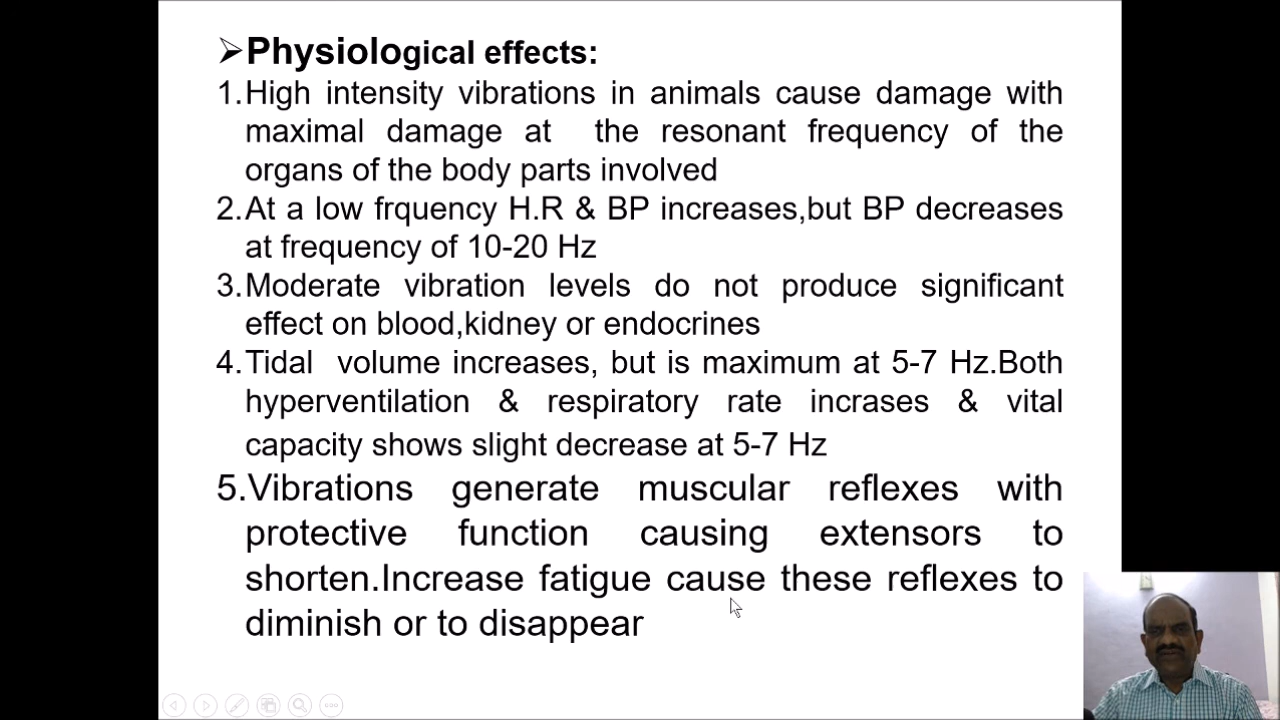 ➢Physiological effects:
1.High intensity vibrations in animals cause damage with
maximal damage at the resonant frequency of the
organs of the body parts involved
2.At a low frquency H.R & BP increases,but BP decreases
at frequency of 10-20 Hz
3.Moderate vibration levels do not produce significant
effect on blood,kidney or endocrines
4.Tidal volume increases, but is maximum at 5-7 Hz.Both
hyperventilation & respiratory rate incrases & vital
capacity shows slight decrease at 5-7 Hz
5.Vibrations generate muscular reflexes with
protective function causing extensors to
shorten.Increase fatigue cause these reflexes to
diminish or to disappear